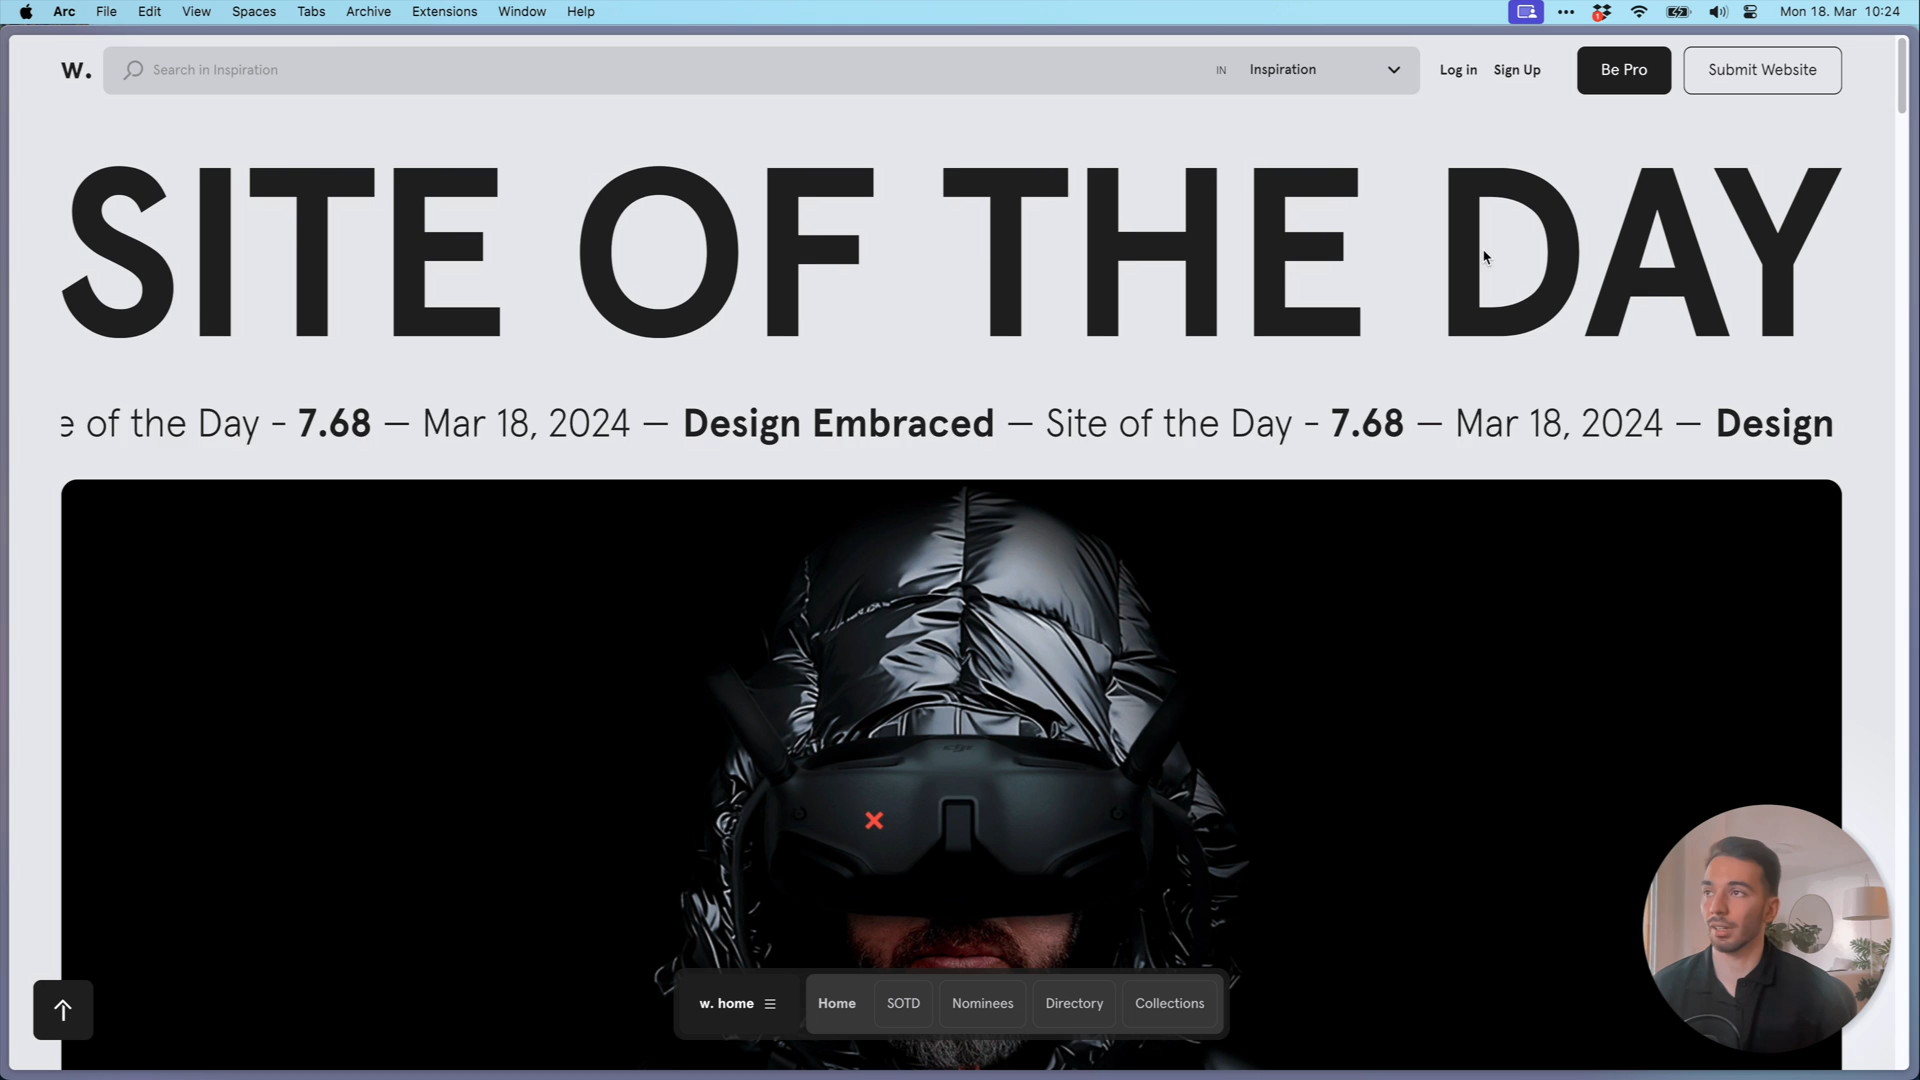 Arc File Edit View Spaces Tabs Archive Extensions Window Help Mon 18. Mar 10:24
w. Search in Inspiration IN Inspiration Log in Sign Up Be Pro Submit Website
SITE OF THE DAY
e of the Day - 7.68 — Mar 18, 2024 — Design Embraced — Site of the Day - 7.68 — Mar 18, 2024 — Design
w. home Home SOTD Nominees Directory Collections